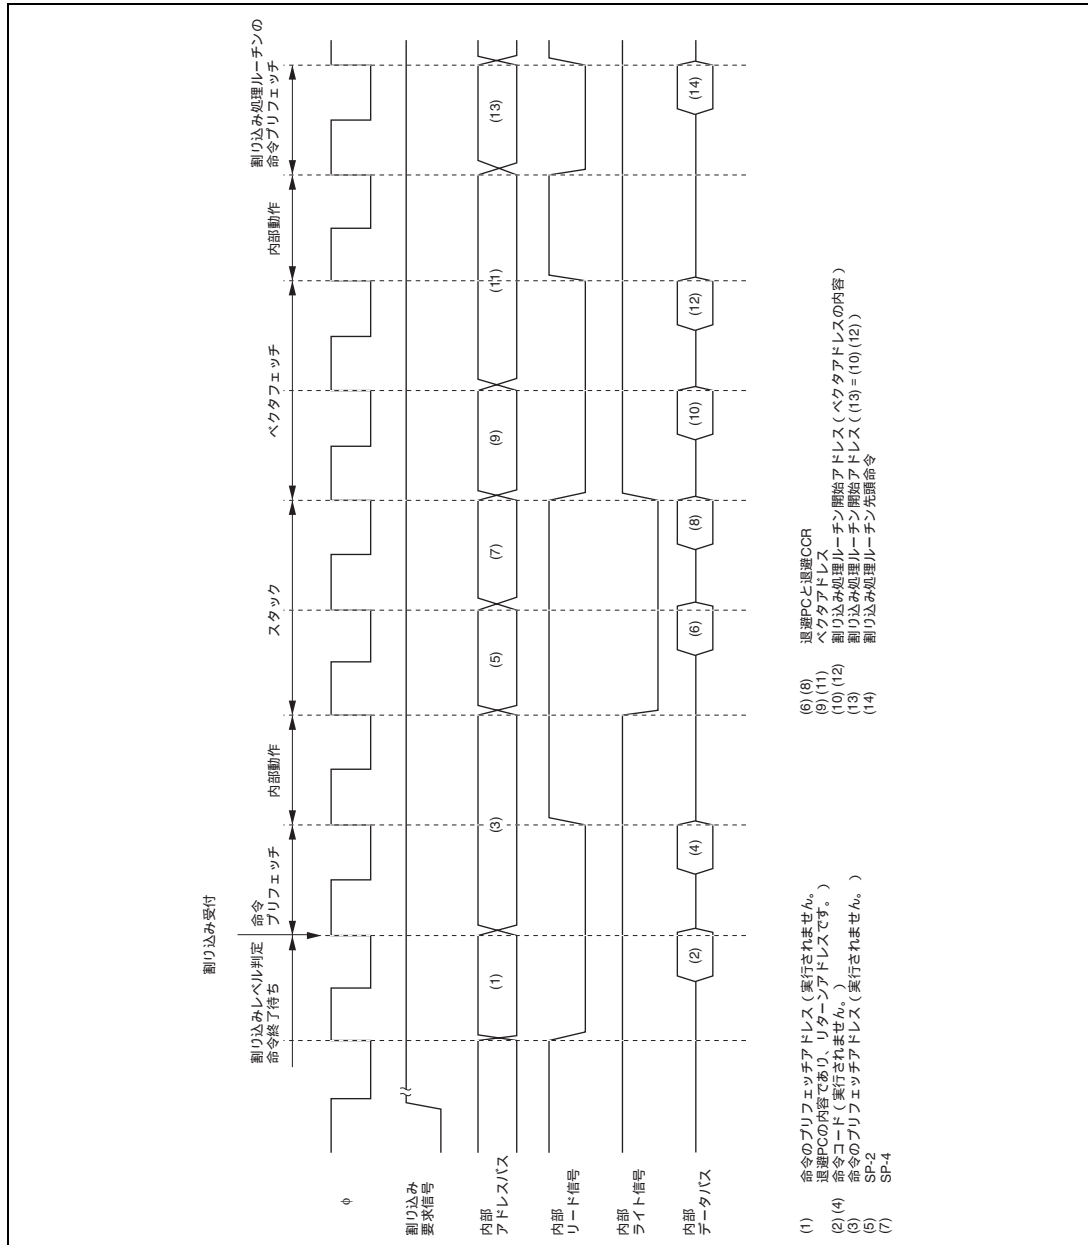 割り込み受付
割り込みレベル判定
命令終了待ち
命令
プリフェッチ
内部動作
スタック
ベクタフェッチ
内部動作
割り込み処理ルーチンの
命令プリフェッチ
φ
割り込み
要求信号
内部
アドレスバス
(1)
(3)
(5)
(7)
(9)
(11)
(13)
内部
リード信号
内部
ライト信号
内部
データバス
(2)
(4)
(6)
(8)
(10)
(12)
(14)
(1) 命令のプリフェッチアドレス（実行されません。
退避PCの内容であり、リターンアドレスです。）
(2) (4) 命令コード（実行されません。）
(3) 命令のプリフェッチアドレス（実行されません。）
(5) SP-2
(7) SP-4
(6) (8) 退避PCと退避CCR
(9) (11) ベクタアドレス
(10) (12) 割り込み処理ルーチン開始アドレス（ベクタアドレスの内容）
(13) 割り込み処理ルーチン開始アドレス（(13) = (10) (12)）
(14) 割り込み処理ルーチン先頭命令